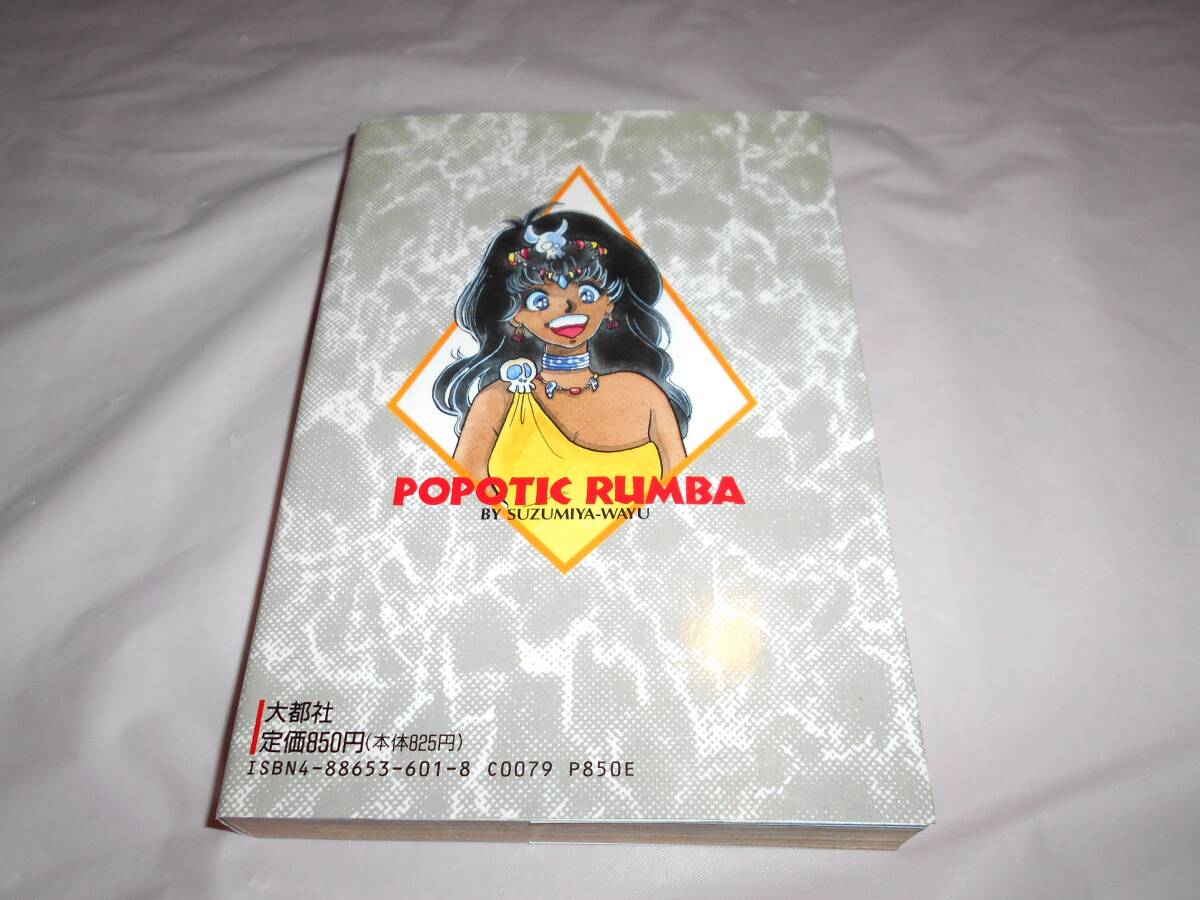 POPOTIC RUMBA
BY SUZUMIYA-WAYU
大都社
定価850円(本体825円)
ISBN4-88653-601-8 C0079 P850E